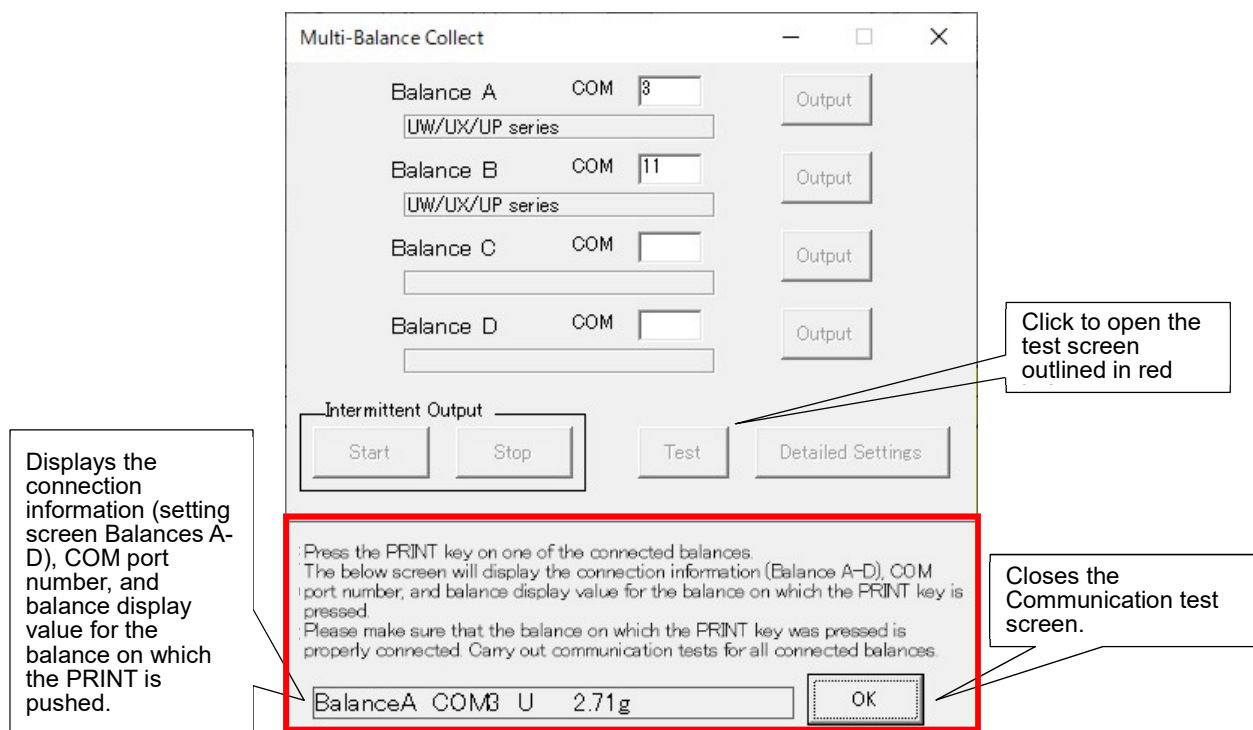 Multi-Balance Collect
Balance A COM 3 Output
UW/UX/UP series
Balance B COM 11 Output
UW/UX/UP series
Balance C COM Output
Balance D COM Output
Click to open the
test screen
outlined in red
Intermittent Output
Start Stop Test Detailed Settings
Displays the
connection
information (setting
screen Balances A-
D), COM port
number, and
balance display
value for the
balance on which
the PRINT is
pushed.
Press the PRINT key on one of the connected balances.
The below screen will display the connection information (Balance A-D), COM
port number, and balance display value for the balance on which the PRINT key is
pressed.
Please make sure that the balance on which the PRINT key was pressed is
properly connected. Carry out communication tests for all connected balances.
BalanceA COM3 U 2.71g OK
Closes the
Communication test
screen.